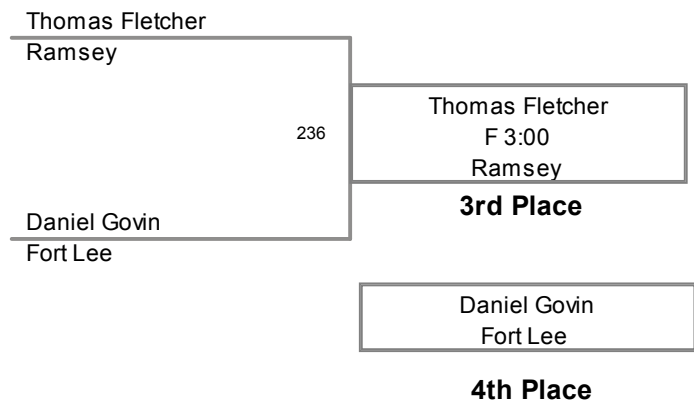 Thomas Fletcher
Ramsey
236
Thomas Fletcher
F 3:00
Ramsey
3rd Place
Daniel Govin
Fort Lee
Daniel Govin
Fort Lee
4th Place